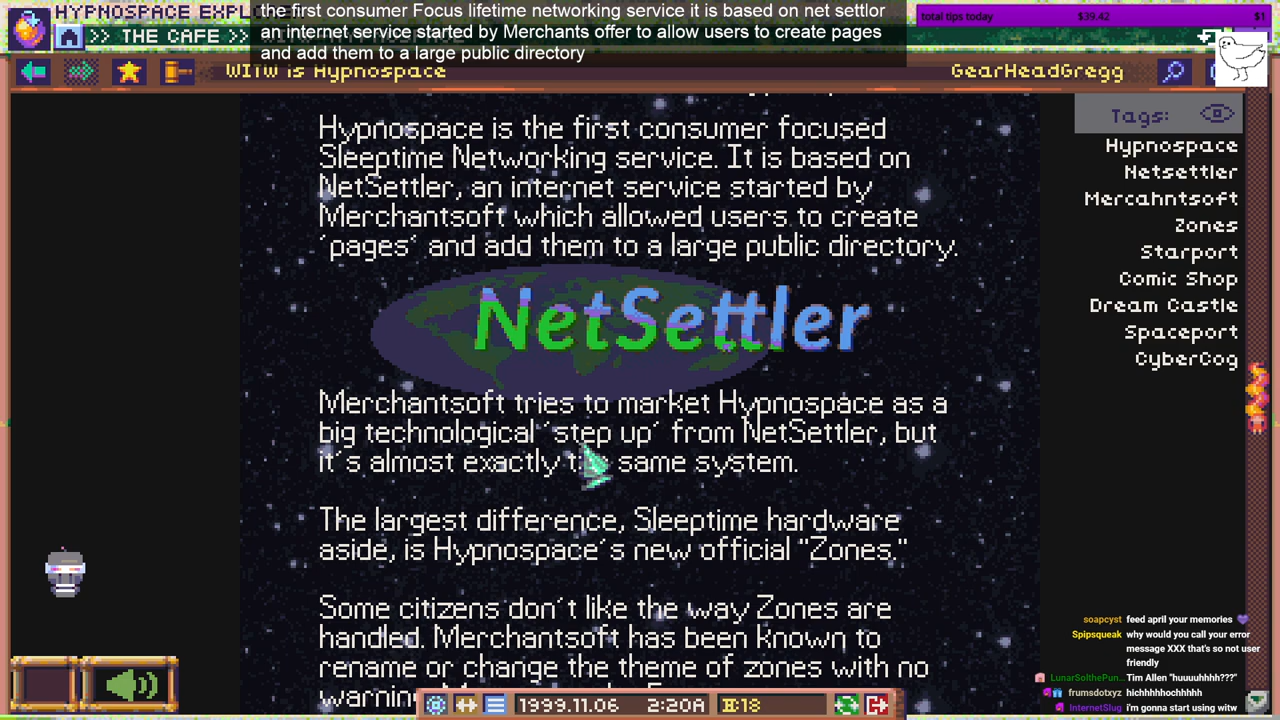 HYPNOSPACE EXPLO
the first consumer Focus lifetime networking service it is based on net settlor
an internet service started by Merchants offer to allow users to create pages
and add them to a large public directory
total tips today $39.42 $1
>> THE CAFE >>
WITW is Hypnospace GearHeadGregg
Tags:
Hypnospace
Netsettler
Mercahntsoft
Zones
Starport
Comic Shop
Dream Castle
Spaceport
CyberCog
Hypnospace is the first consumer focused
Sleeptime Networking service. It is based on
NetSettler, an internet service started by
Merchantsoft which allowed users to create
'pages' and add them to a large public directory.
NetSettler
Merchantsoft tries to market Hypnospace as a
big technological 'step up' from NetSettler, but
it's almost exactly same system.
The largest difference, Sleeptime hardware
aside, is Hypnospace's new official "Zones."
Some citizens don't like the way Zones are
handled. Merchantsoft has been known to
rename or change the theme of zones with no
soapcyst feed april your memories 💜
Spipsqueak why would you call your error
message XXX that's so not user
friendly
LunarSolthePun... Tim Allen "huuuuhhhh???"
frumsdotxyz hichhhhhochhhhh
InternetSlug i'm gonna start using witw
1999.11.06 2:20A 18